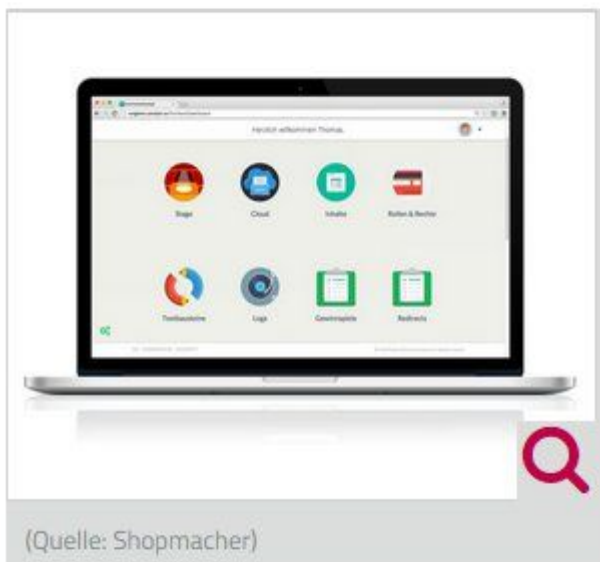 Herzlich willkommen Thomas.
Stage Cloud Inhalte Rollen & Rechte
Textbausteine Logs Gewinnspiele Redirects
(Quelle: Shopmacher)